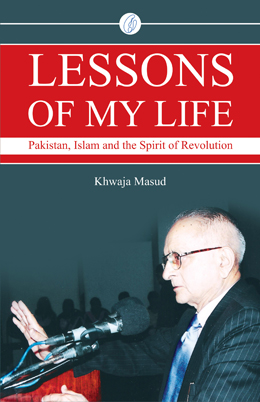 LESSONS
OF MY LIFE
Pakistan, Islam and the Spirit of Revolution
Khwaja Masud